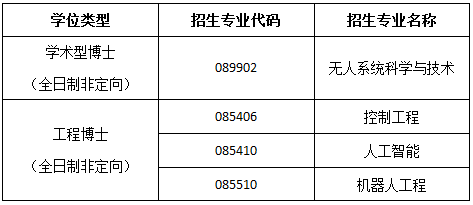 学位类型 招生专业代码 招生专业名称
学术型博士
（全日制非定向）
089902 无人系统科学与技术
工程博士
（全日制非定向）
085406 控制工程
085410 人工智能
085510 机器人工程